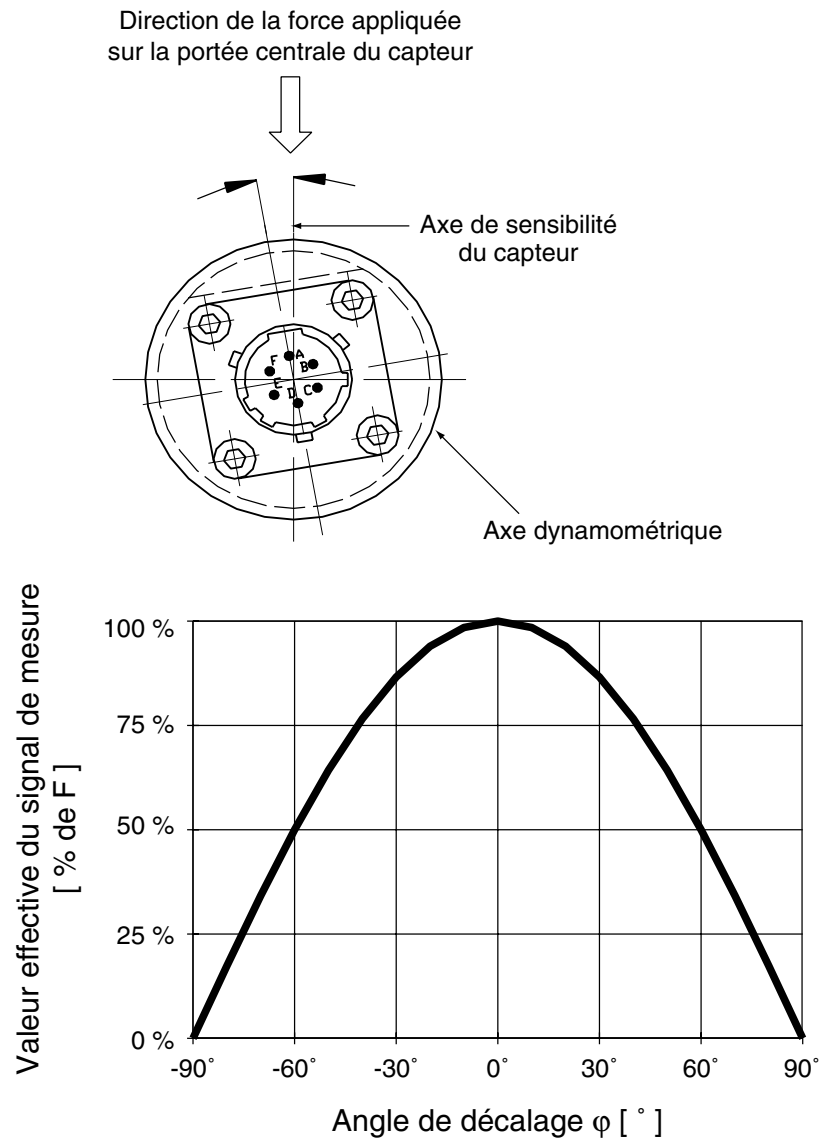 Direction de la force appliquée
sur la portée centrale du capteur
Axe de sensibilité
du capteur
F A
B
E
D C
Axe dynamométrique
Valeur effective du signal de mesure
[ % de F ]
100 %
75 %
50 %
25 %
0 %
-90˚ -60˚ -30˚ 0˚ 30˚ 60˚ 90˚
Angle de décalage φ [ ˚ ]